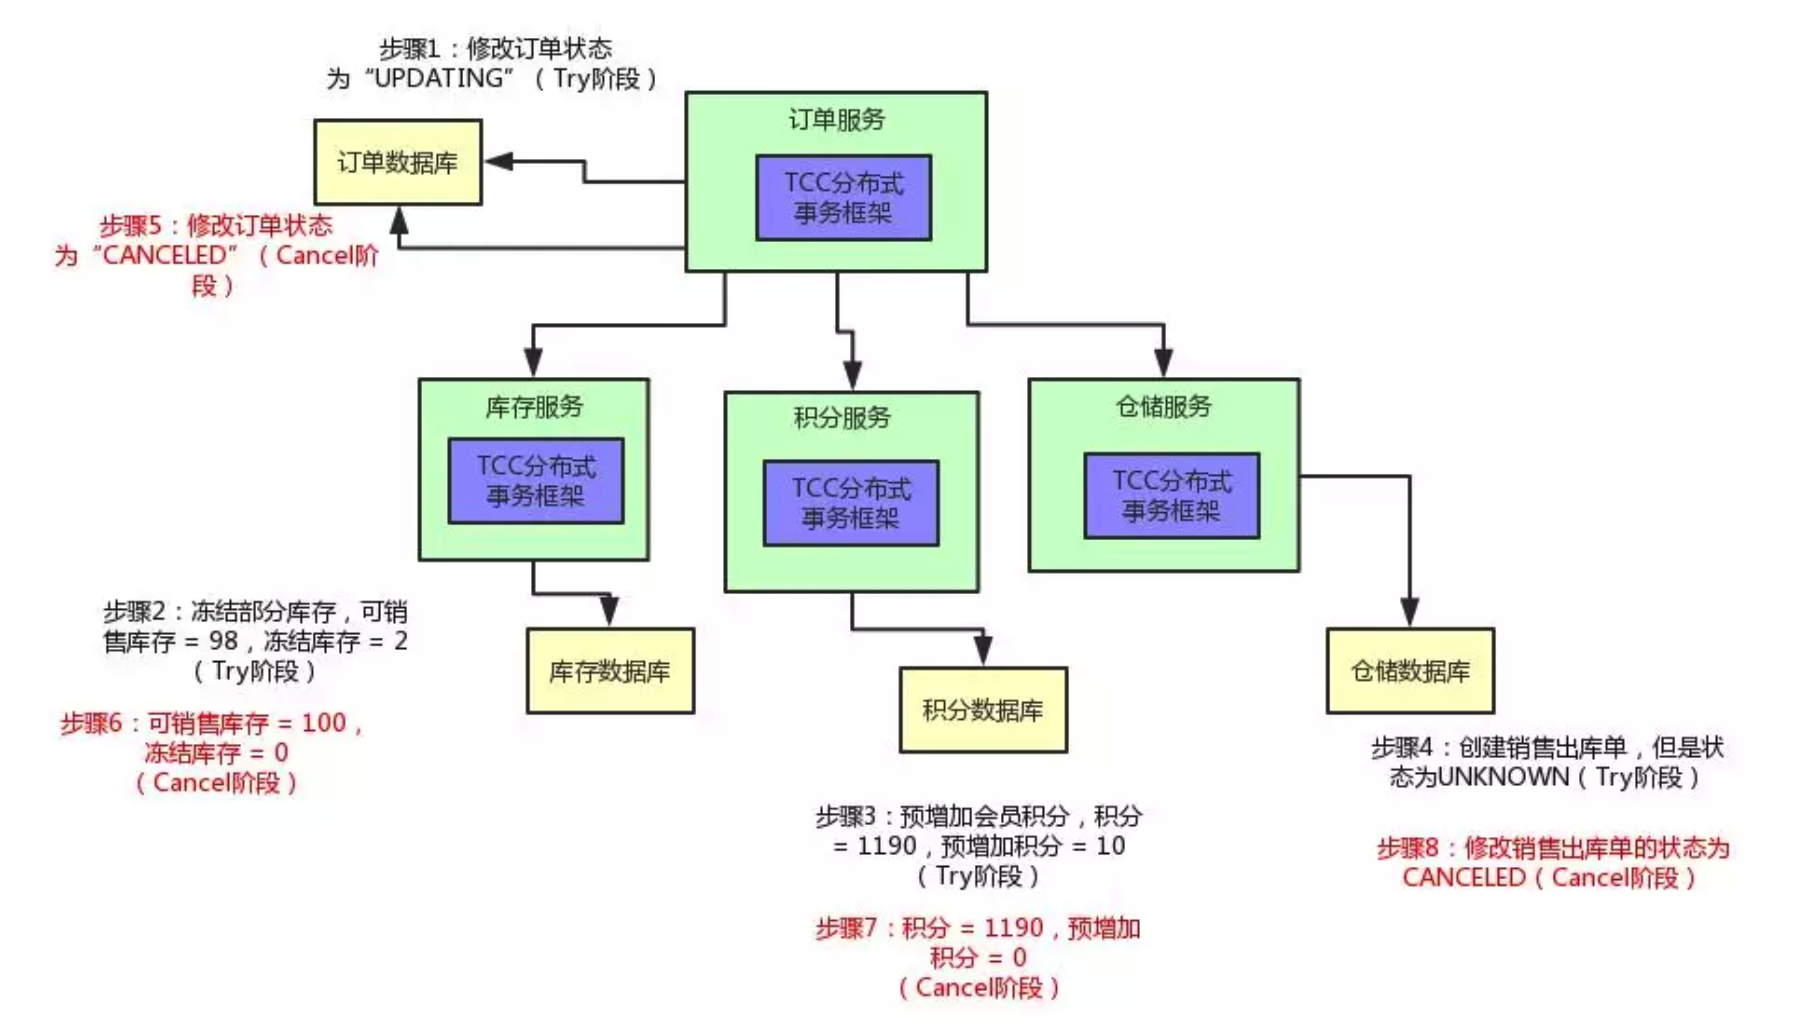 步骤1：修改订单状态
为“UPDATING”（Try阶段）
订单服务
TCC分布式
事务框架
订单数据库
步骤5：修改订单状态
为“CANCELED”（Cancel阶
段）
库存服务
TCC分布式
事务框架
积分服务
TCC分布式
事务框架
仓储服务
TCC分布式
事务框架
步骤2：冻结部分库存，可销
售库存 = 98，冻结库存 = 2
（Try阶段）
库存数据库
步骤6：可销售库存 = 100，
冻结库存 = 0
（Cancel阶段）
积分数据库
仓储数据库
步骤3：预增加会员积分，积分
= 1190，预增加积分 = 10
（Try阶段）
步骤7：积分 = 1190，预增加
积分 = 0
（Cancel阶段）
步骤4：创建销售出库单，但是状
态为UNKNOWN（Try阶段）
步骤8：修改销售出库单的状态为
CANCELED（Cancel阶段）